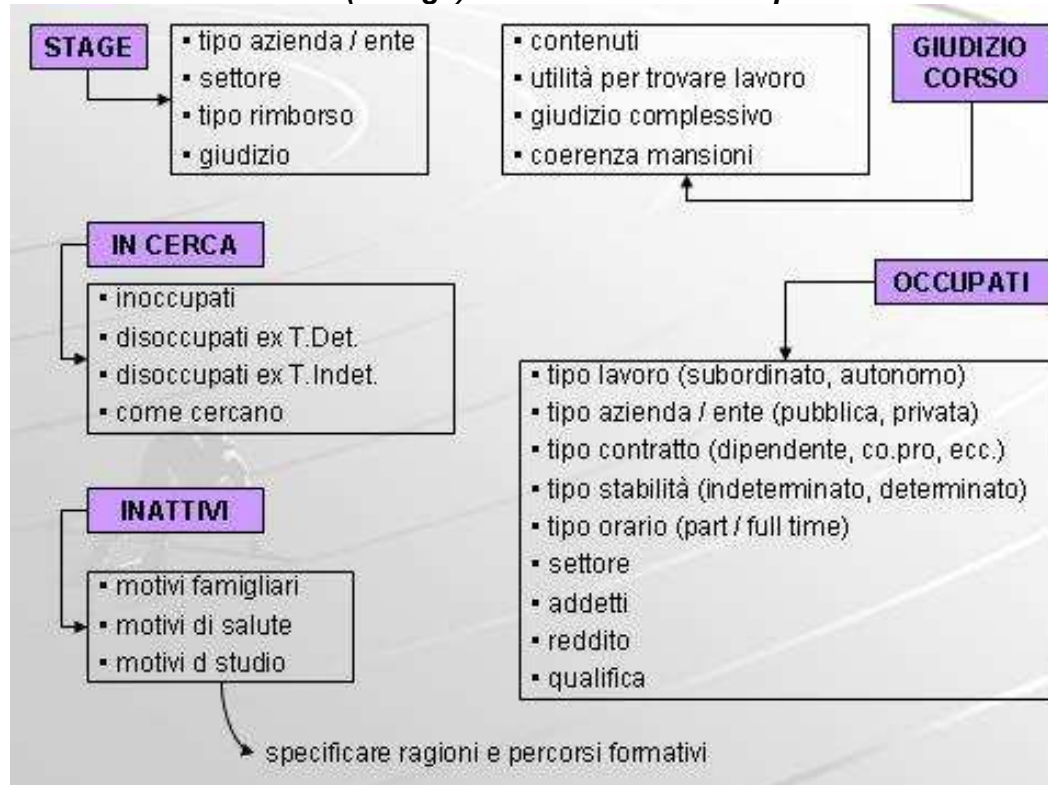 STAGE
▪ tipo azienda / ente
▪ settore
▪ tipo rimborso
▪ giudizio
▪ contenuti
▪ utilità per trovare lavoro
▪ giudizio complessivo
▪ coerenza mansioni
GIUDIZIO
CORSO
IN CERCA
▪ inoccupati
▪ disoccupati ex T.Det.
▪ disoccupati ex T.Indet.
▪ come cercano
OCCUPATI
▪ tipo lavoro (subordinato, autonomo)
▪ tipo azienda / ente (pubblica, privata)
▪ tipo contratto (dipendente, co.pro, ecc.)
▪ tipo stabilità (indeterminato, determinato)
▪ tipo orario (part / full time)
▪ settore
▪ addetti
▪ reddito
▪ qualifica
INATTIVI
▪ motivi famigliari
▪ motivi di salute
▪ motivi d studio
specificare ragioni e percorsi formativi